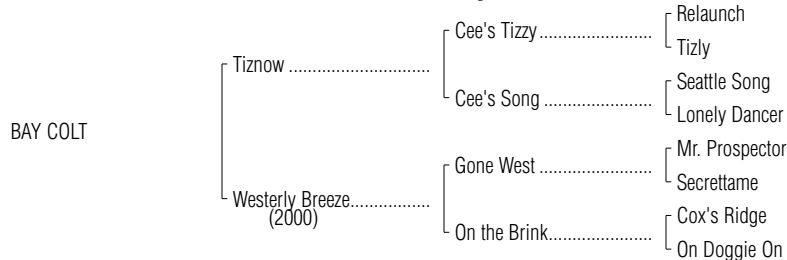 Relaunch
Cee's Tizzy........................
Tizly
Tiznow ..............................
Seattle Song
Cee's Song .......................
Lonely Dancer
BAY COLT
Mr. Prospector
Gone West ........................
Secrettame
Westerly Breeze.................
(2000)
Cox's Ridge
On the Brink......................
On Doggie On